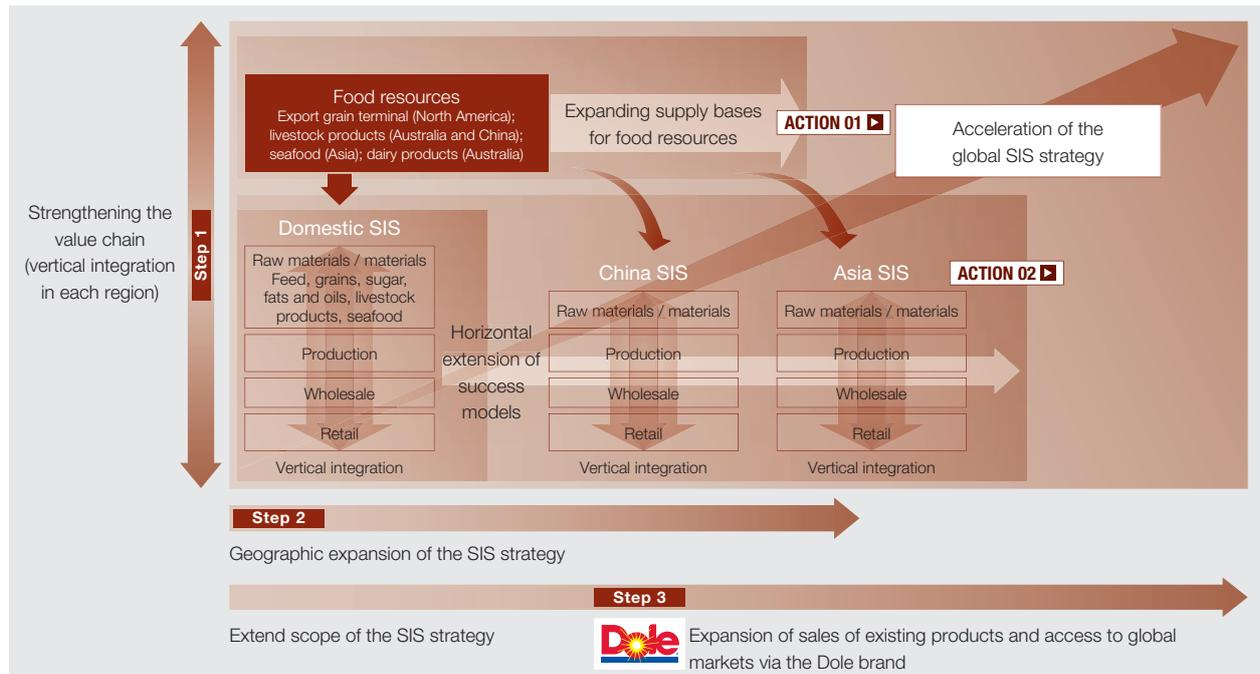 Food resources
Export grain terminal (North America);
livestock products (Australia and China);
seafood (Asia); dairy products (Australia)
Expanding supply bases
for food resources
ACTION 01
Acceleration of the
global SIS strategy
Strengthening the
value chain
(vertical integration
in each region)
Step 1
Domestic SIS
Raw materials / materials
Feed, grains, sugar,
fats and oils, livestock
products, seafood
Production
Wholesale
Retail
Vertical integration
Horizontal
extension of
success
models
China SIS
Raw materials / materials
Production
Wholesale
Retail
Vertical integration
Asia SIS
ACTION 02
Raw materials / materials
Production
Wholesale
Retail
Vertical integration
Step 2
Geographic expansion of the SIS strategy
Step 3
Extend scope of the SIS strategy
Dole
Expansion of sales of existing products and access to global
markets via the Dole brand